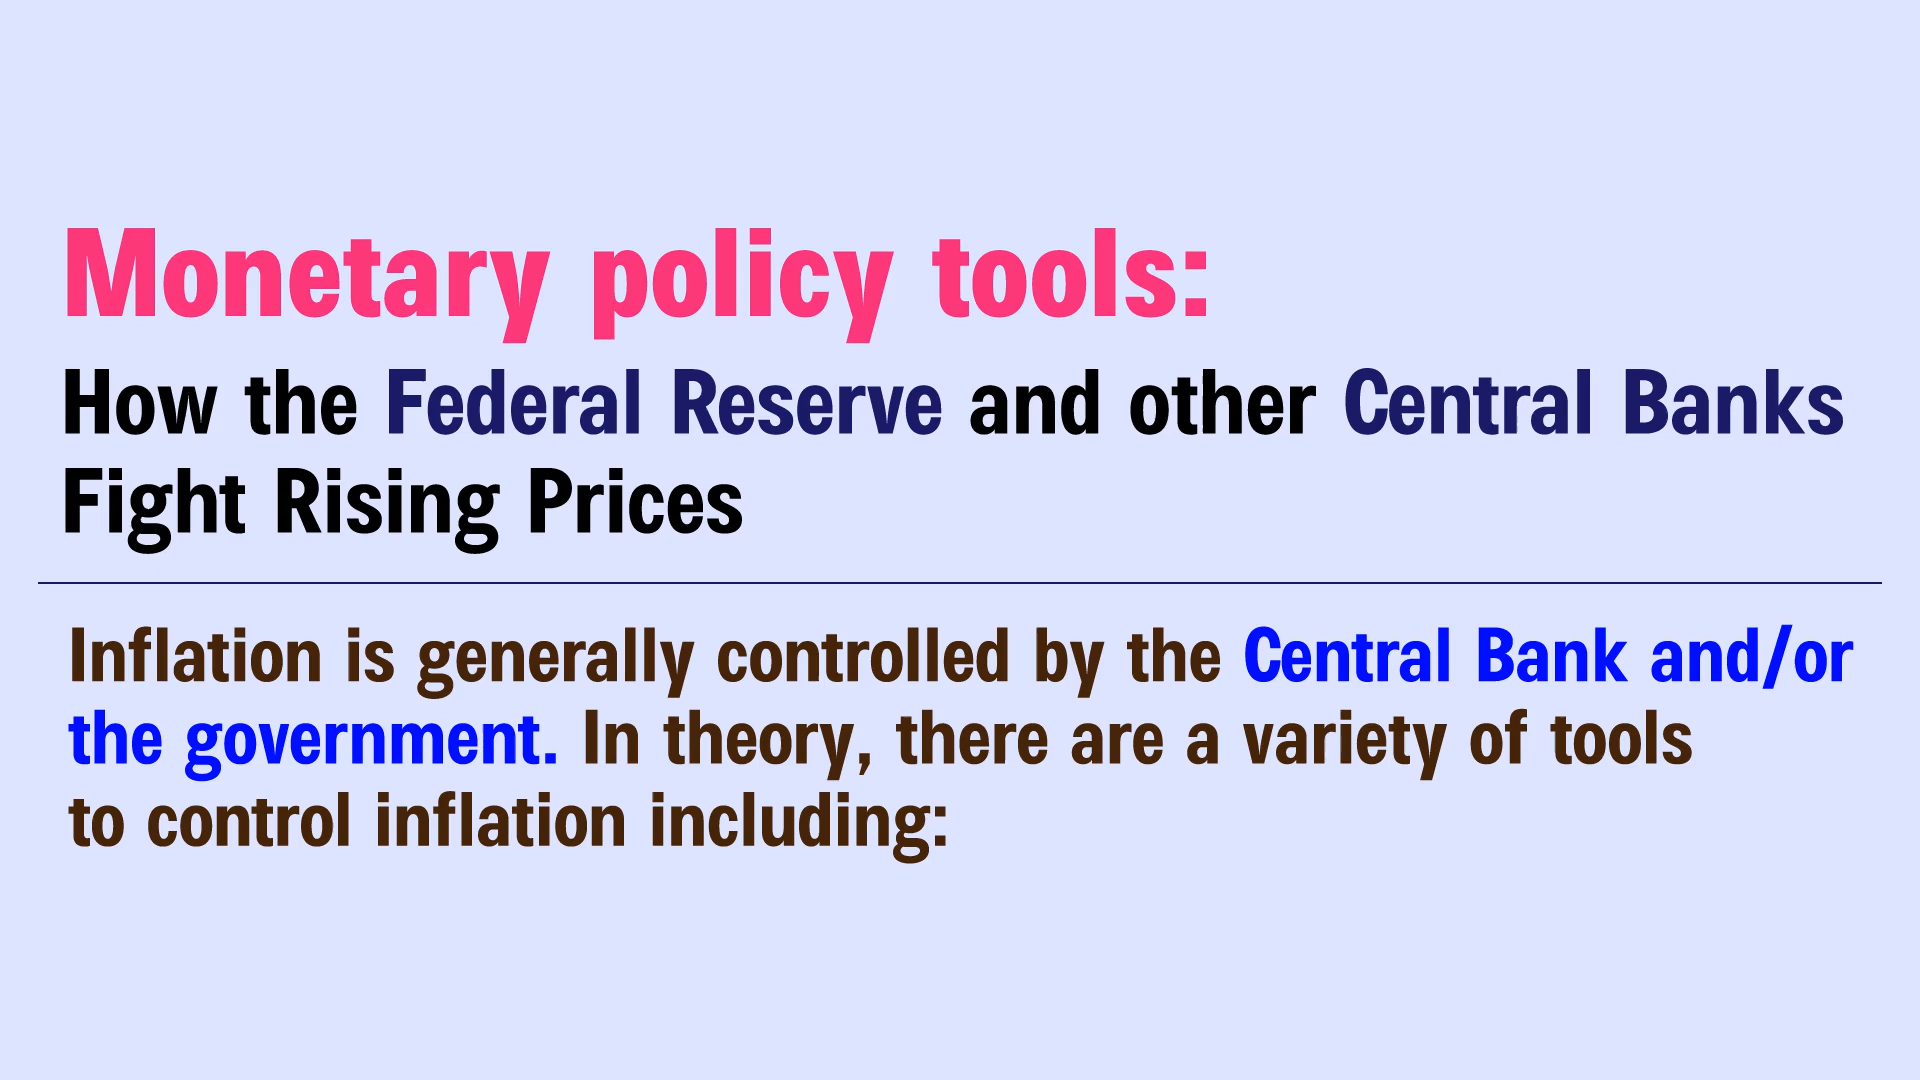 Monetary policy tools:
How the Federal Reserve and other Central Banks
Fight Rising Prices
Inflation is generally controlled by the Central Bank and/or
the government. In theory, there are a variety of tools
to control inflation including: